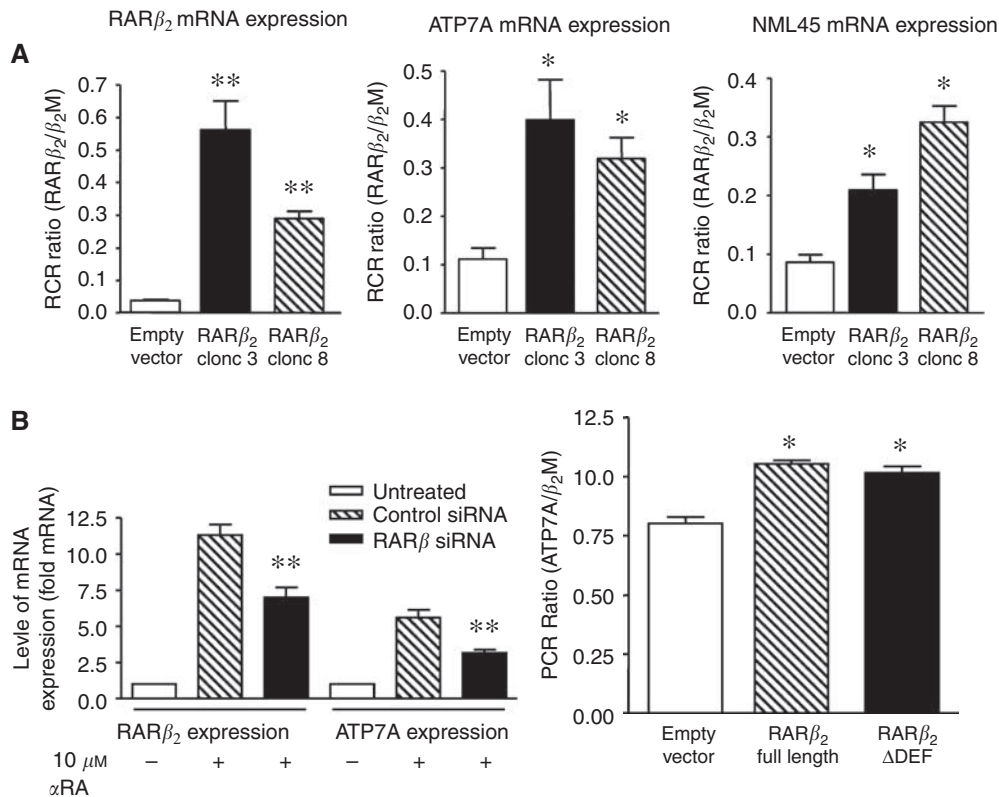 RARβ₂ mRNA expression
ATP7A mRNA expression
NML45 mRNA expression
A
RCR ratio (RARβ₂/β₂M)
0.7
0.6
0.5
0.4
0.3
0.2
0.1
0.0
**
**
Empty vector
RARβ₂ clonc 3
RARβ₂ clonc 8
RCR ratio (RARβ₂/β₂M)
0.5
0.4
0.3
0.2
0.1
0.0
*
*
Empty vector
RARβ₂ clonc 3
RARβ₂ clonc 8
RCR ratio (RARβ₂/β₂M)
0.4
0.3
0.2
0.1
0.0
*
*
Empty vector
RARβ₂ clonc 3
RARβ₂ clonc 8
B
Levle of mRNA
expression (fold mRNA)
12.5
10.0
7.5
5.0
2.5
0.0
Untreated
Control siRNA
RARβ siRNA
**
**
RARβ₂ expression
ATP7A expression
10 μM
αRA
– + + – + +
PCR Ratio (ATP7A/β₂M)
12.5
10.0
0.75
10.50
0.25
0.00
*
*
Empty vector
RARβ₂ full length
RARβ₂ ΔDEF